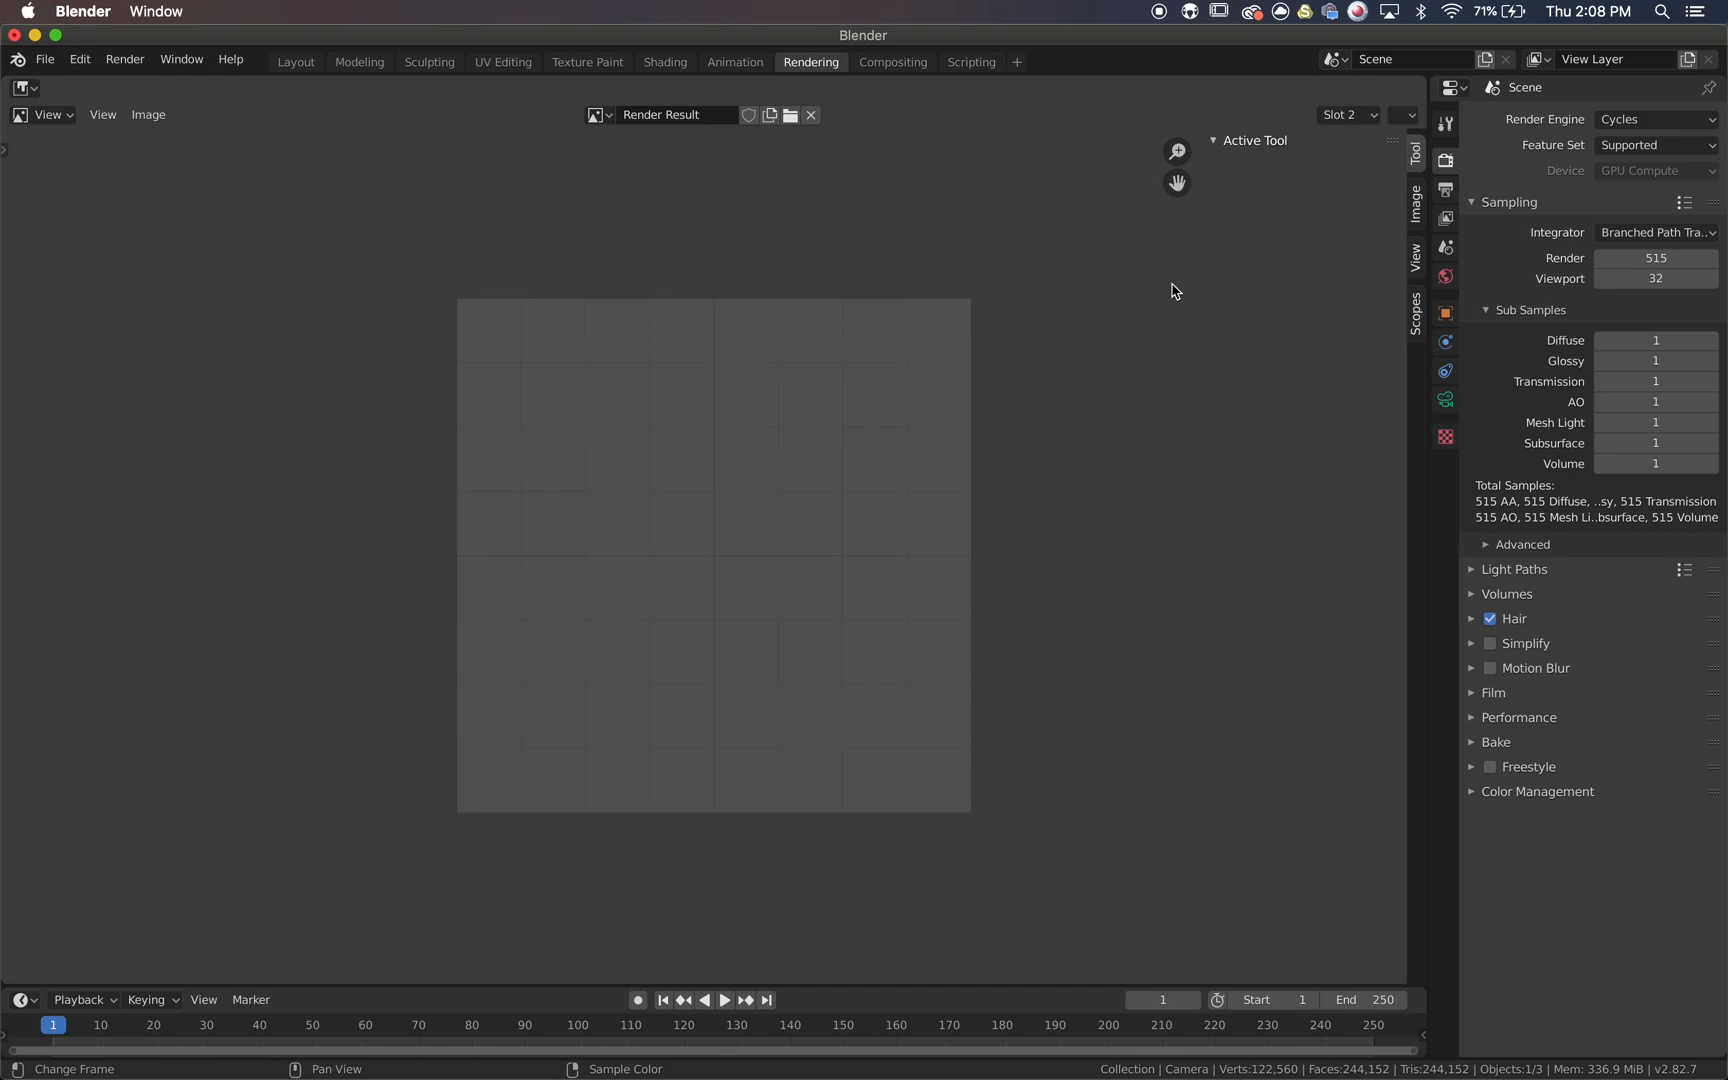 Blender Window 71% Thu 2:08 PM
Blender
File Edit Render Window Help Layout Modeling Sculpting UV Editing Texture Paint Shading Animation Rendering Compositing Scripting + Scene View Layer
Scene
View View Image Render Result Slot 2
Active Tool
Tool
Image
View
Scopes
Render Engine Cycles
Feature Set Supported
Device GPU Compute
Sampling
Integrator Branched Path Tra..
Render 515
Viewport 32
Sub Samples
Diffuse 1
Glossy 1
Transmission 1
AO 1
Mesh Light 1
Subsurface 1
Volume 1
Total Samples:
515 AA, 515 Diffuse, ..sy, 515 Transmission
515 AO, 515 Mesh Li..bsurface, 515 Volume
Advanced
Light Paths
Volumes
Hair
Simplify
Motion Blur
Film
Performance
Bake
Freestyle
Color Management
Playback Keying View Marker 1 Start 1 End 250
1 10 20 30 40 50 60 70 80 90 100 110 120 130 140 150 160 170 180 190 200 210 220 230 240 250
Change Frame Pan View Sample Color Collection | Camera | Verts:122,560 | Faces:244,152 | Tris:244,152 | Objects:1/3 | Mem: 336.9 MiB | v2.82.7